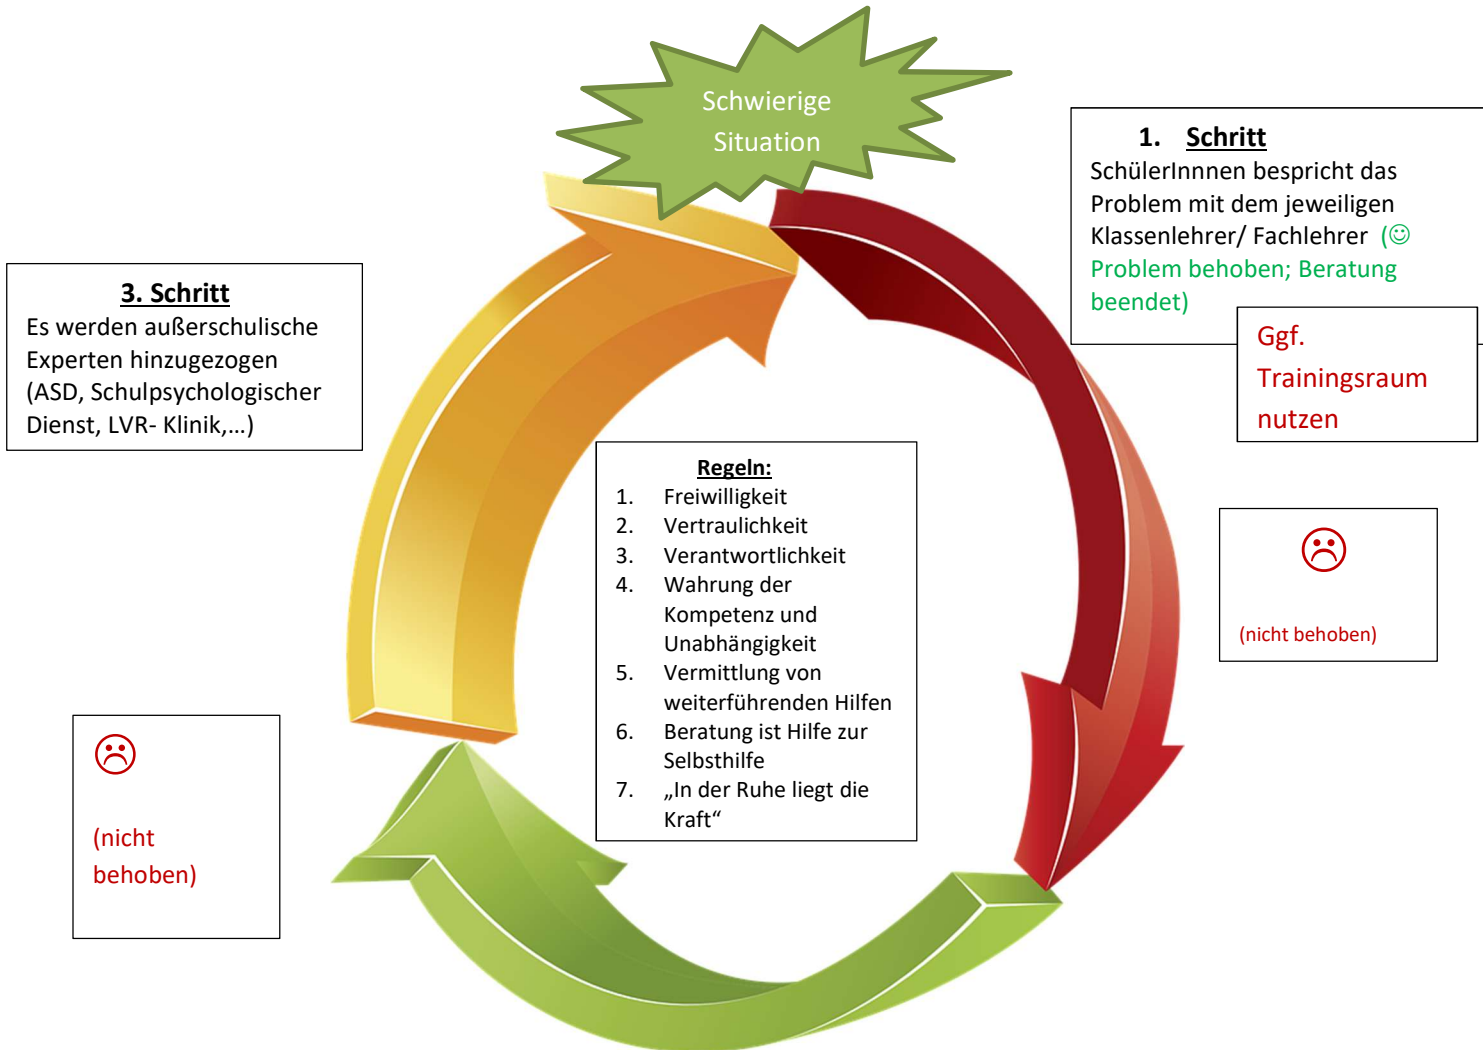 Schwierige
Situation
1. Schritt
SchülerInnnen bespricht das
Problem mit dem jeweiligen
Klassenlehrer/ Fachlehrer (☺
Problem behoben; Beratung
beendet)
Ggf.
Trainingsraum
nutzen
☹
(nicht behoben)
3. Schritt
Es werden außerschulische
Experten hinzugezogen
(ASD, Schulpsychologischer
Dienst, LVR- Klinik,...)
☹
(nicht
behoben)
Regeln:
1. Freiwilligkeit
2. Vertraulichkeit
3. Verantwortlichkeit
4. Wahrung der
Kompetenz und
Unabhängigkeit
5. Vermittlung von
weiterführenden Hilfen
6. Beratung ist Hilfe zur
Selbsthilfe
7. „In der Ruhe liegt die
Kraft“